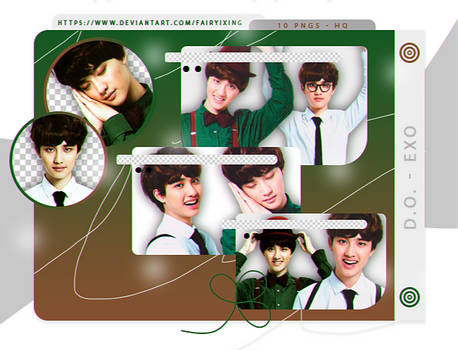 HTTPS://WWW.DEVIANTART.COM/FAIRYIXING
10 PNGS - HQ
D.O. - EXO